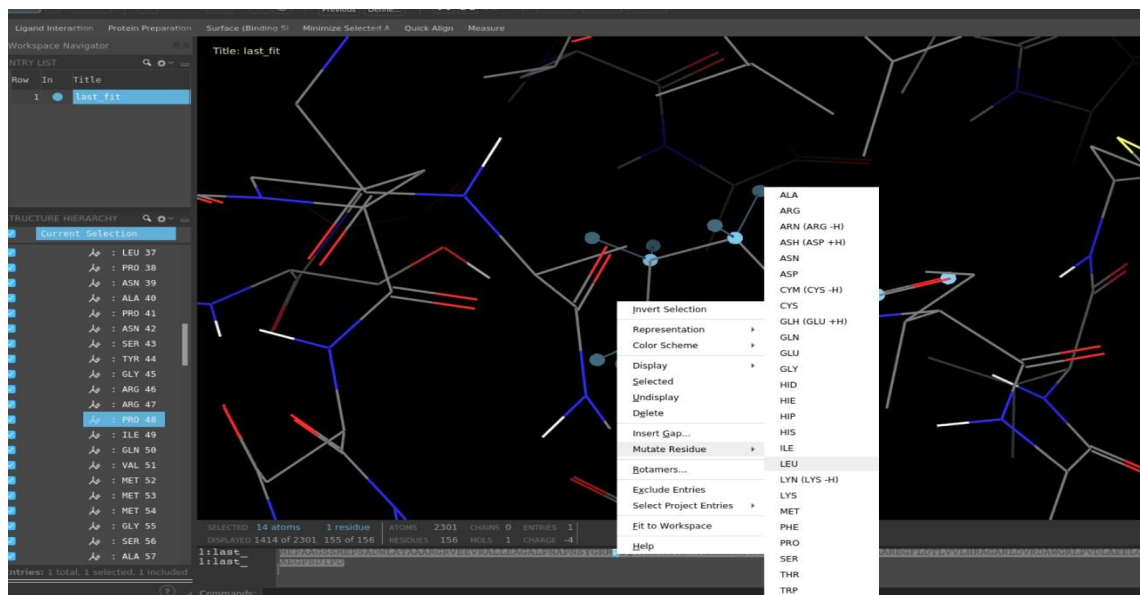 Previous Define...
Ligand Interaction Protein Preparation Surface (Binding Si Minimize Selected A Quick Align Measure
Workspace Navigator
NTRY LIST
Row In Title
1 last_fit
Title: last_fit
TRUCTURE HIERARCHY
Current Selection
: LEU 37
: PRO 38
: ASN 39
: ALA 40
: PRO 41
: ASN 42
: SER 43
: TYR 44
: GLY 45
: ARG 46
: ARG 47
: PRO 48
: ILE 49
: GLN 50
: VAL 51
: MET 52
: MET 53
: MET 54
: GLY 55
: SER 56
: ALA 57
Entries: 1 total, 1 selected, 1 included
Invert Selection
Representation
Color Scheme
Display
Selected
Undisplay
Delete
Insert Gap...
Mutate Residue
Rotamers...
Exclude Entries
Select Project Entries
Fit to Workspace
Help
ALA
ARG
ARN (ARG -H)
ASH (ASP +H)
ASN
ASP
CYM (CYS -H)
CYS
GLH (GLU +H)
GLN
GLU
GLY
HID
HIE
HIP
HIS
ILE
LEU
LYN (LYS -H)
LYS
MET
PHE
PRO
SER
THR
TRP
SELECTED 14 atoms 1 residue ATOMS 2301 CHAINS 0 ENTRIES 1
DISPLAYED 1414 of 2301 155 of 156 RESIDUES 156 MOLS 1 CHARGE -4
1:last_ MEPAAGSSMEPSADWLATAAARGRVEEVRALLEAGALPNAPNSYGRR AREGFLDTLVVLHRAGARLDVRDAWGRLPVDLAEEL
1:last_ AEGPSDIPD
Commands: